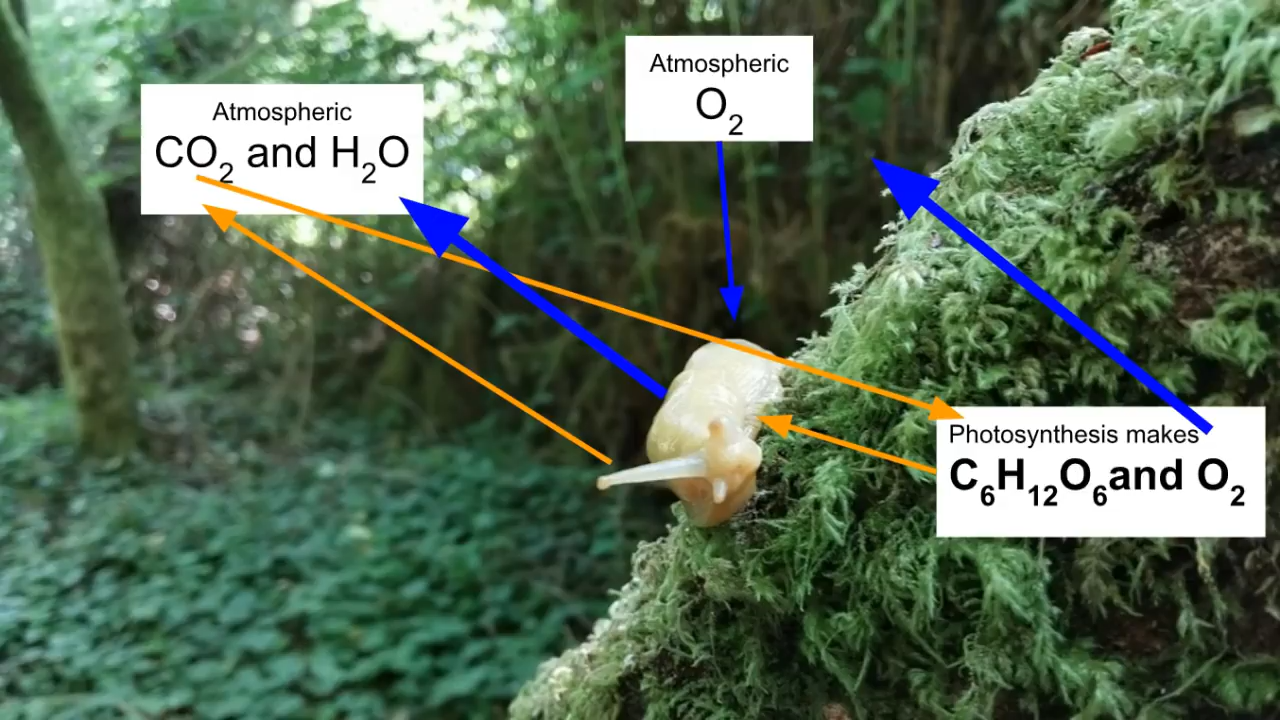 Atmospheric
CO₂ and H₂O
Atmospheric
O₂
Photosynthesis makes
C₆H₁₂O₆and O₂